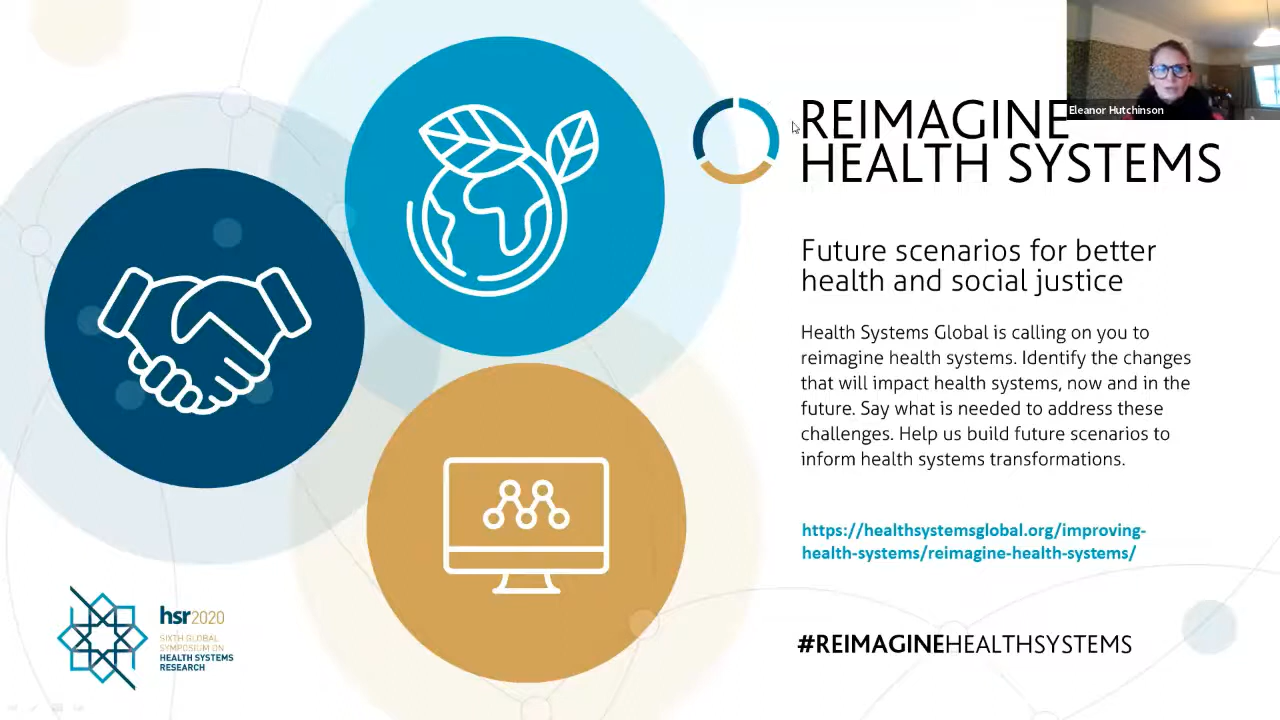 Eleanor Hutchinson
REIMAGINE
HEALTH SYSTEMS
Future scenarios for better
health and social justice
Health Systems Global is calling on you to
reimagine health systems. Identify the changes
that will impact health systems, now and in the
future. Say what is needed to address these
challenges. Help us build future scenarios to
inform health systems transformations.
https://healthsystemsglobal.org/improving-
health-systems/reimagine-health-systems/
#REIMAGINEHEALTHSYSTEMS
hsr2020
SIXTH GLOBAL
SYMPOSIUM ON
HEALTH SYSTEMS
RESEARCH